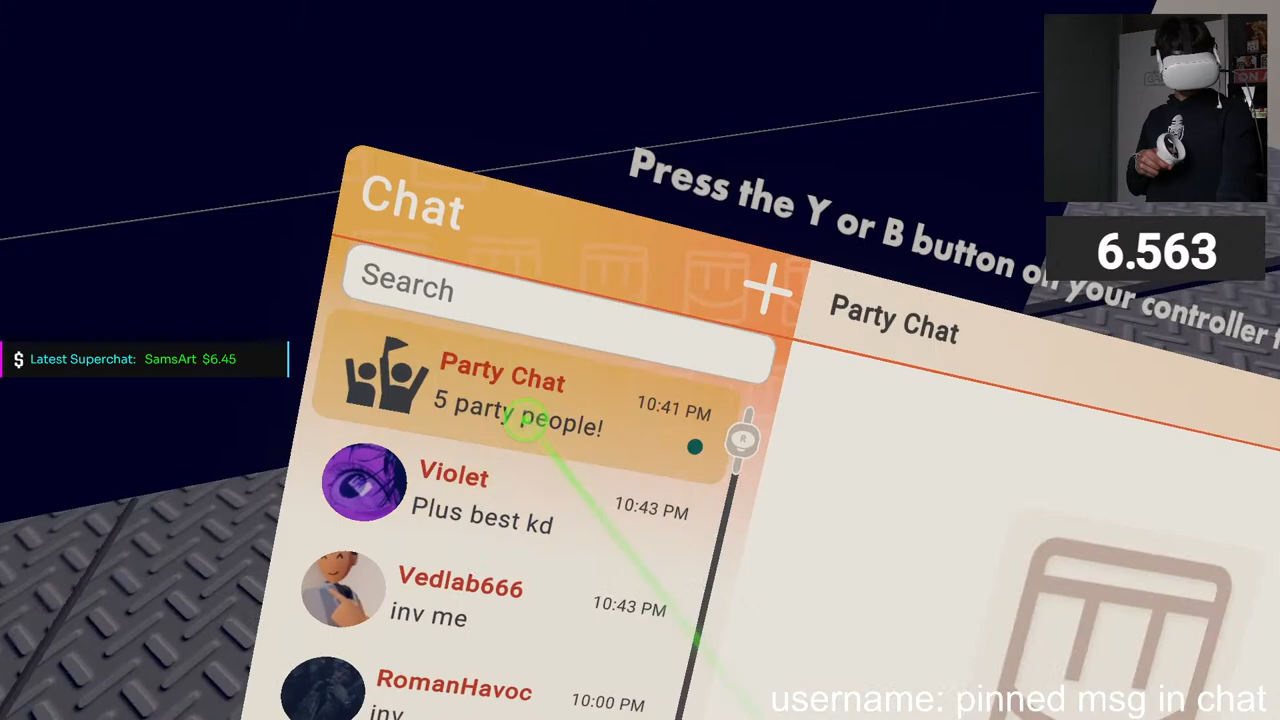 Press the Y or B button on your controller f
Chat
Search
Party Chat
Party Chat
5 party people!
10:41 PM
R
Violet
Plus best kd
10:43 PM
Vedlab666
inv me
10:43 PM
RomanHavoc
inv
10:00 PM
6.563
$ Latest Superchat: SamsArt $6.45
username: pinned msg in chat